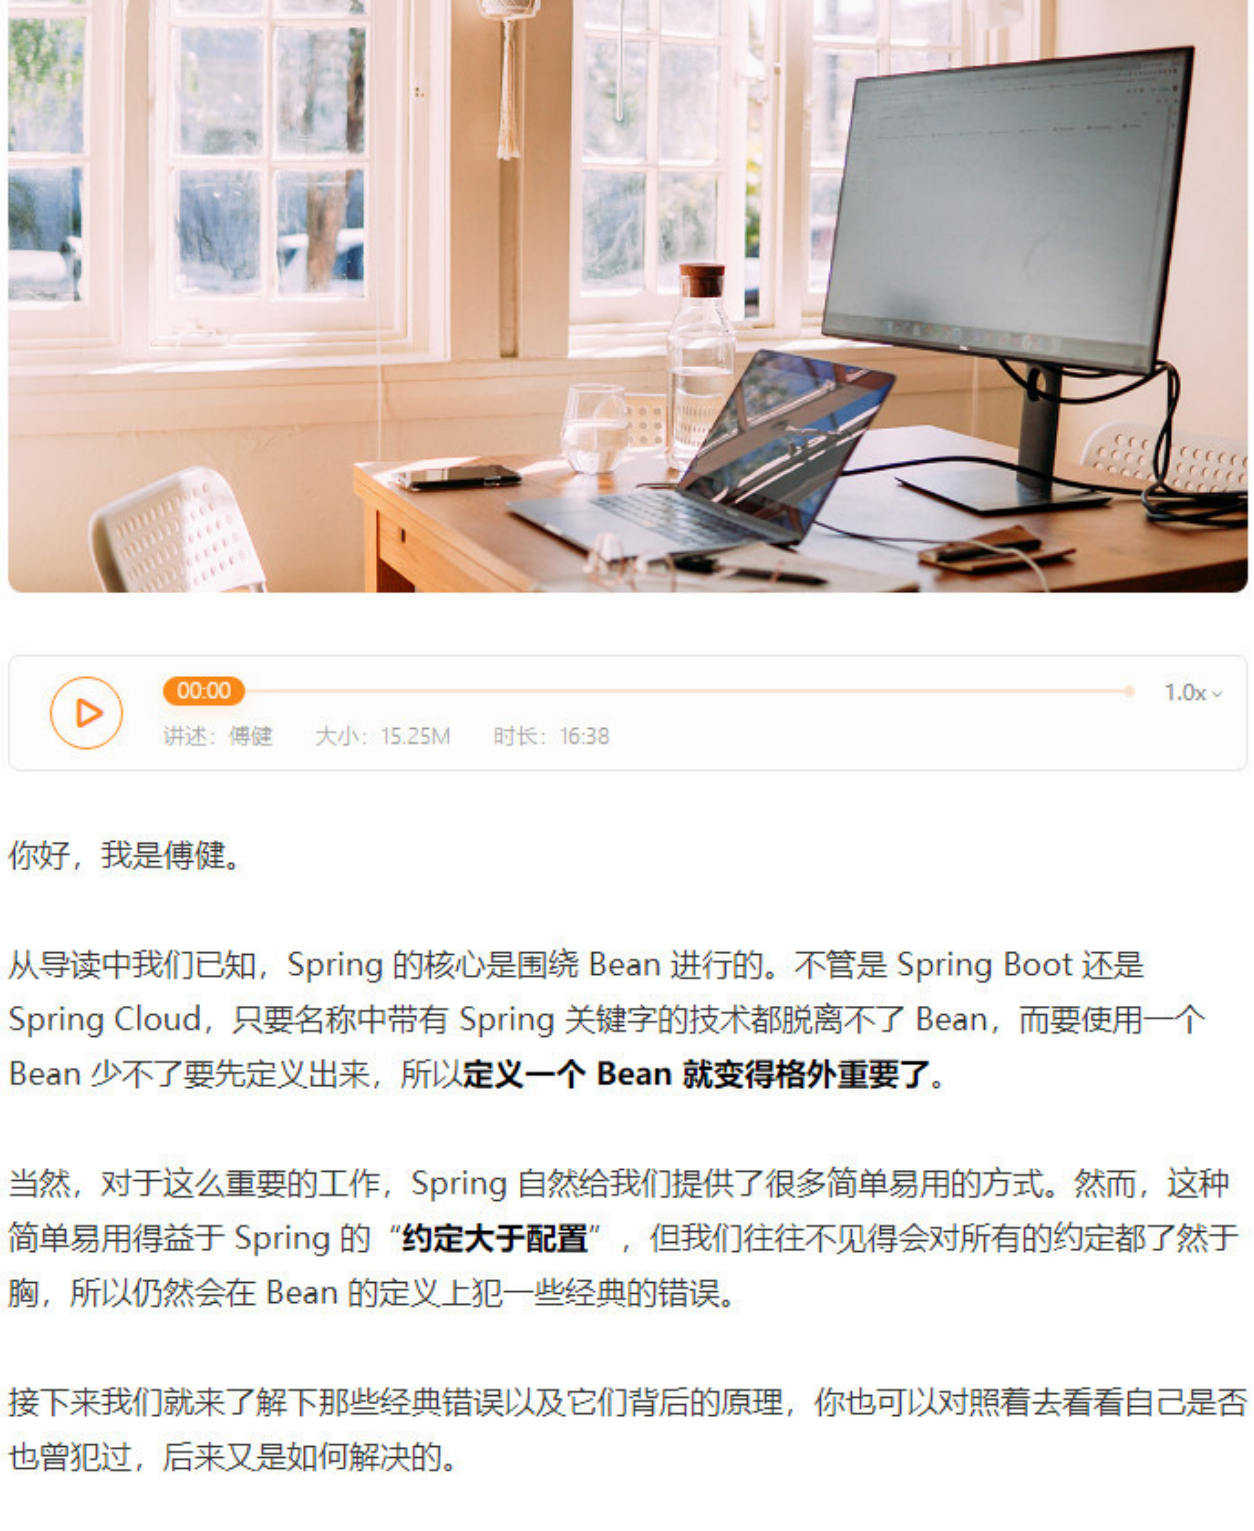 00:00
1.0x
讲述：傅健 大小：15.25M 时长：16:38
你好，我是傅健。
从导读中我们已知，Spring 的核心是围绕 Bean 进行的。不管是 Spring Boot 还是
Spring Cloud，只要名称中带有 Spring 关键字的技术都脱离不了 Bean，而要使用一个
Bean 少不了要先定义出来，所以定义一个 Bean 就变得格外重要了。
当然，对于这么重要的工作，Spring 自然给我们提供了很多简单易用的方式。然而，这种
简单易用得益于 Spring 的“约定大于配置”，但我们往往不见得会对所有的约定都了然于
胸，所以仍然会在 Bean 的定义上犯一些经典的错误。
接下来我们就来了解下那些经典错误以及它们背后的原理，你也可以对照着去看看自己是否
也曾犯过，后来又是如何解决的。